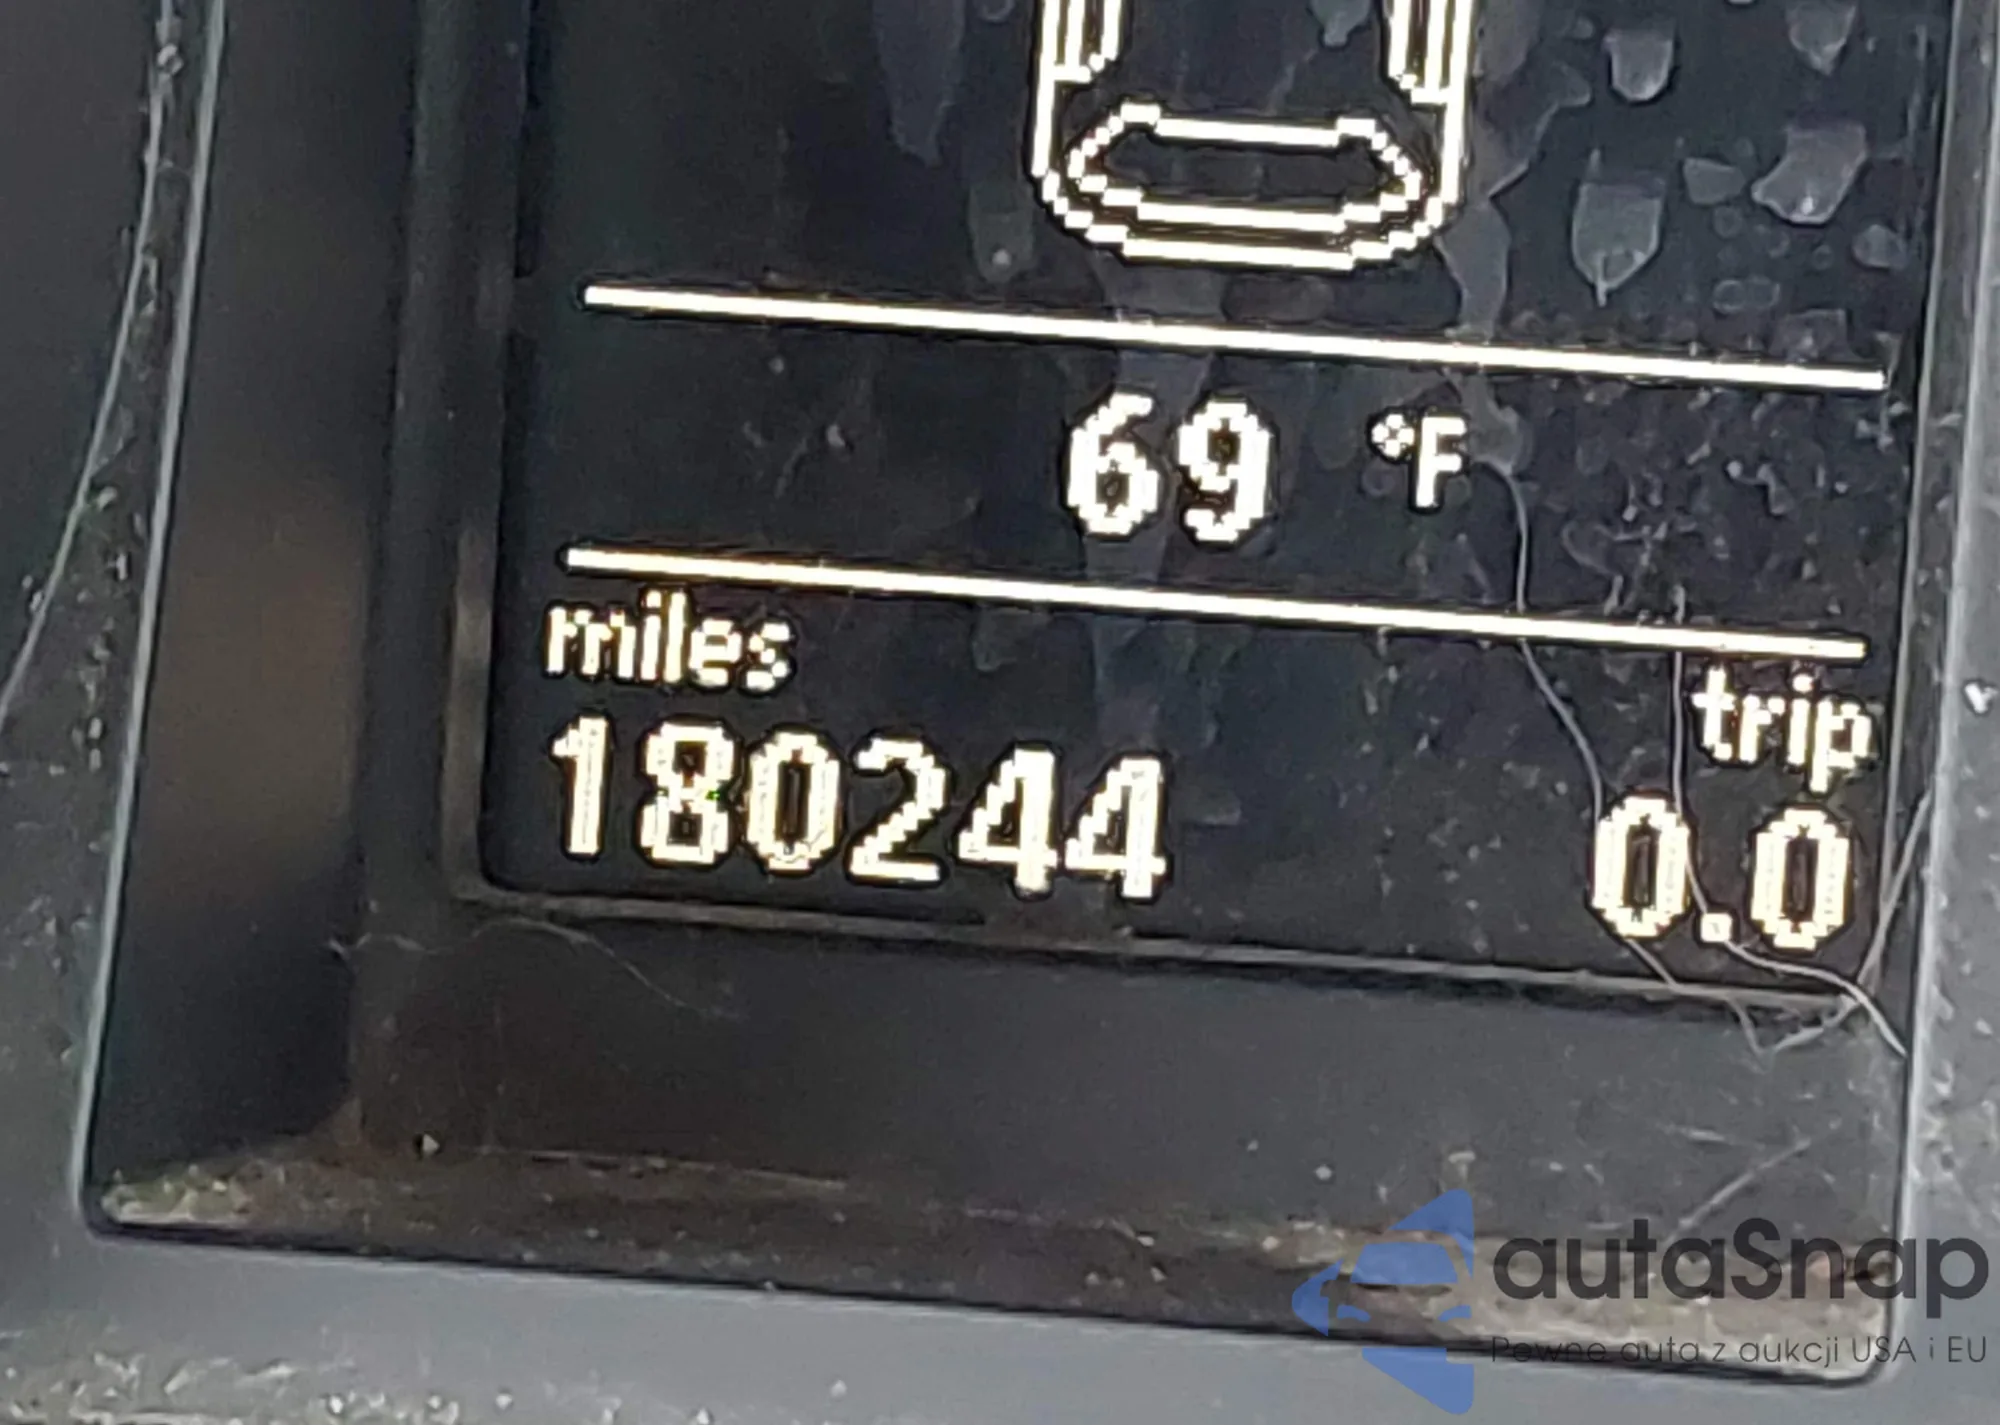 69 °F
miles
trip
180244
0.0
autaSnap
Pewne auta z aukcji USA i EU